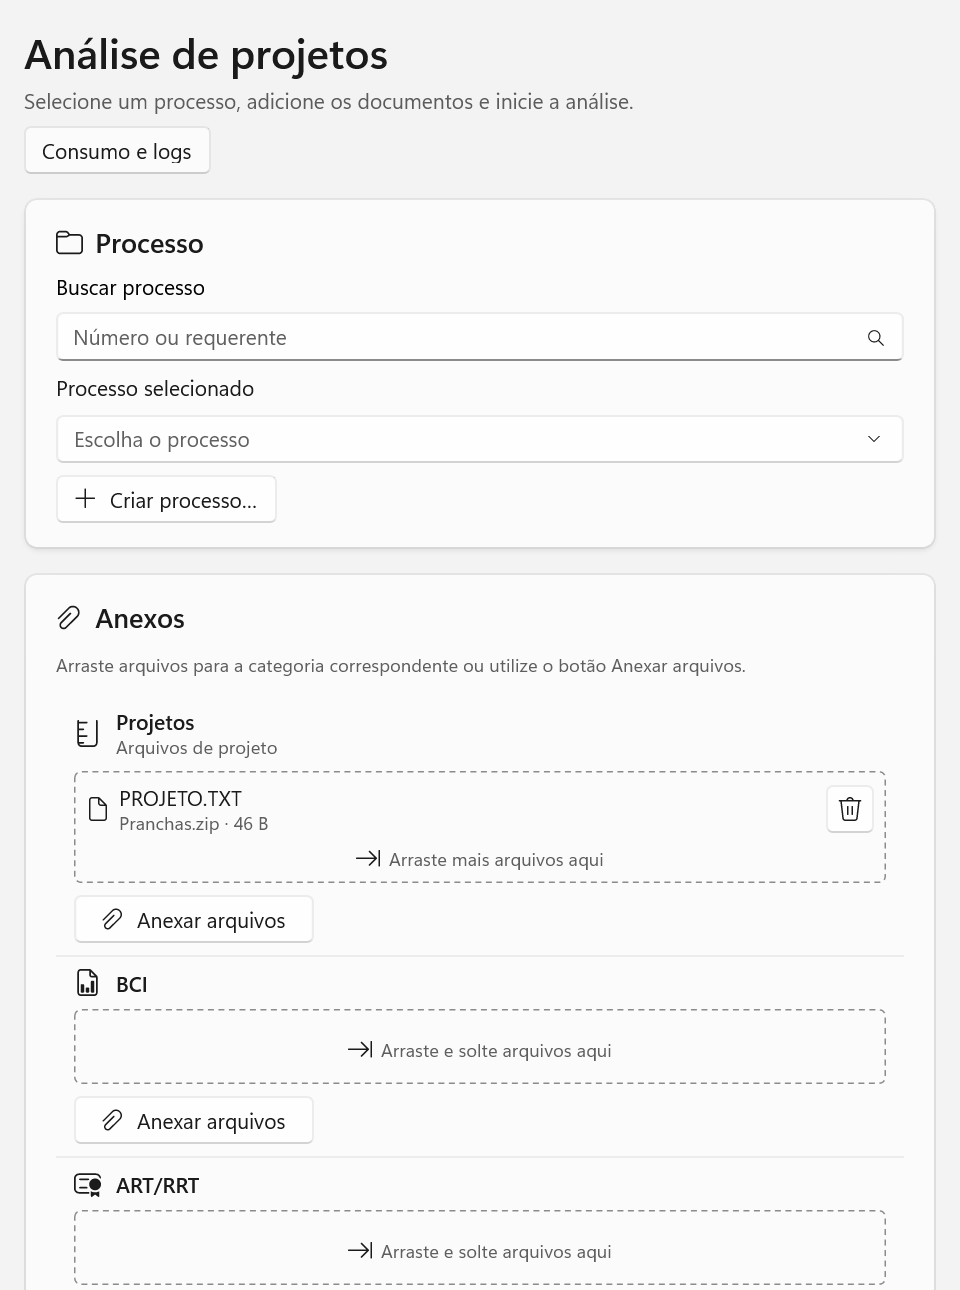 Análise de projetos
Selecione um processo, adicione os documentos e inicie a análise.
Consumo e logs
Processo
Buscar processo
Número ou requerente
Processo selecionado
Escolha o processo
Criar processo...
Anexos
Arraste arquivos para a categoria correspondente ou utilize o botão Anexar arquivos.
Projetos
Arquivos de projeto
PROJETO.TXT
Pranchas.zip · 46 B
Arraste mais arquivos aqui
Anexar arquivos
BCI
Arraste e solte arquivos aqui
Anexar arquivos
ART/RRT
Arraste e solte arquivos aqui